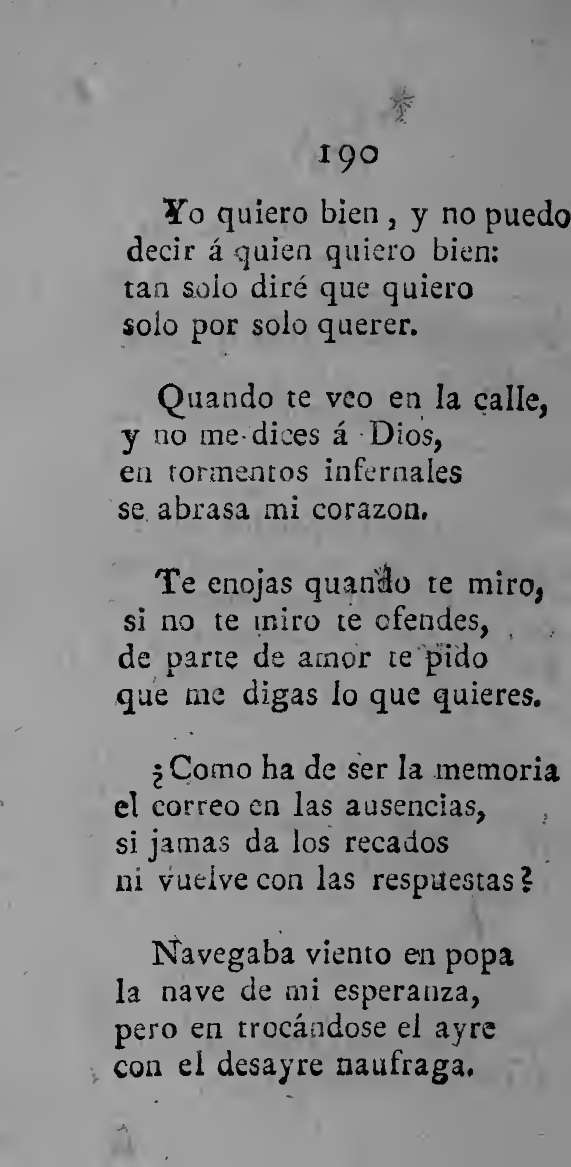 190
Yo quiero bien, y no puedo
decir á quien quiero bien:
tan solo diré que quiero
solo por solo querer.
Quando te veo en la calle,
y no me dices á Dios,
en tormentos infernales
se abrasa mi corazon.
Te enojas quando te miro,
si no te miro te ofendes,
de parte de amor te pido
que me digas lo que quieres.
¿Como ha de ser la memoria
el correo en las ausencias,
si jamas da los recados
ni vuelve con las respuestas?
Navegaba viento en popa
la nave de mi esperanza,
pero en trocándose el ayre
con el desayre naufraga.